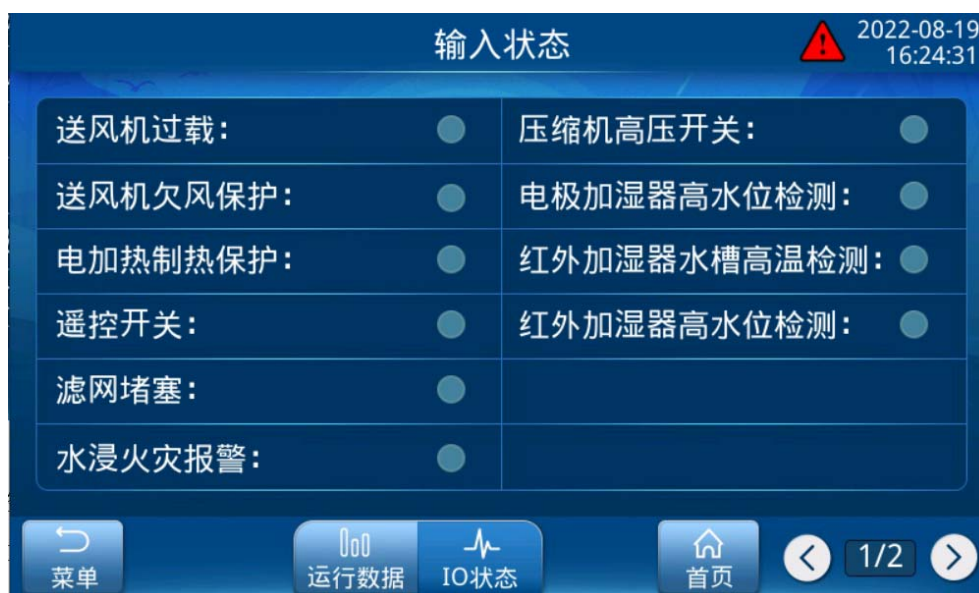 输入状态
2022-08-19
16:24:31
送风机过载：
压缩机高压开关：
送风机欠风保护：
电极加湿器高水位检测：
电加热制热保护：
红外加湿器水槽高温检测：
遥控开关：
红外加湿器高水位检测：
滤网堵塞：
水浸火灾报警：
菜单
运行数据
IO状态
首页
1/2